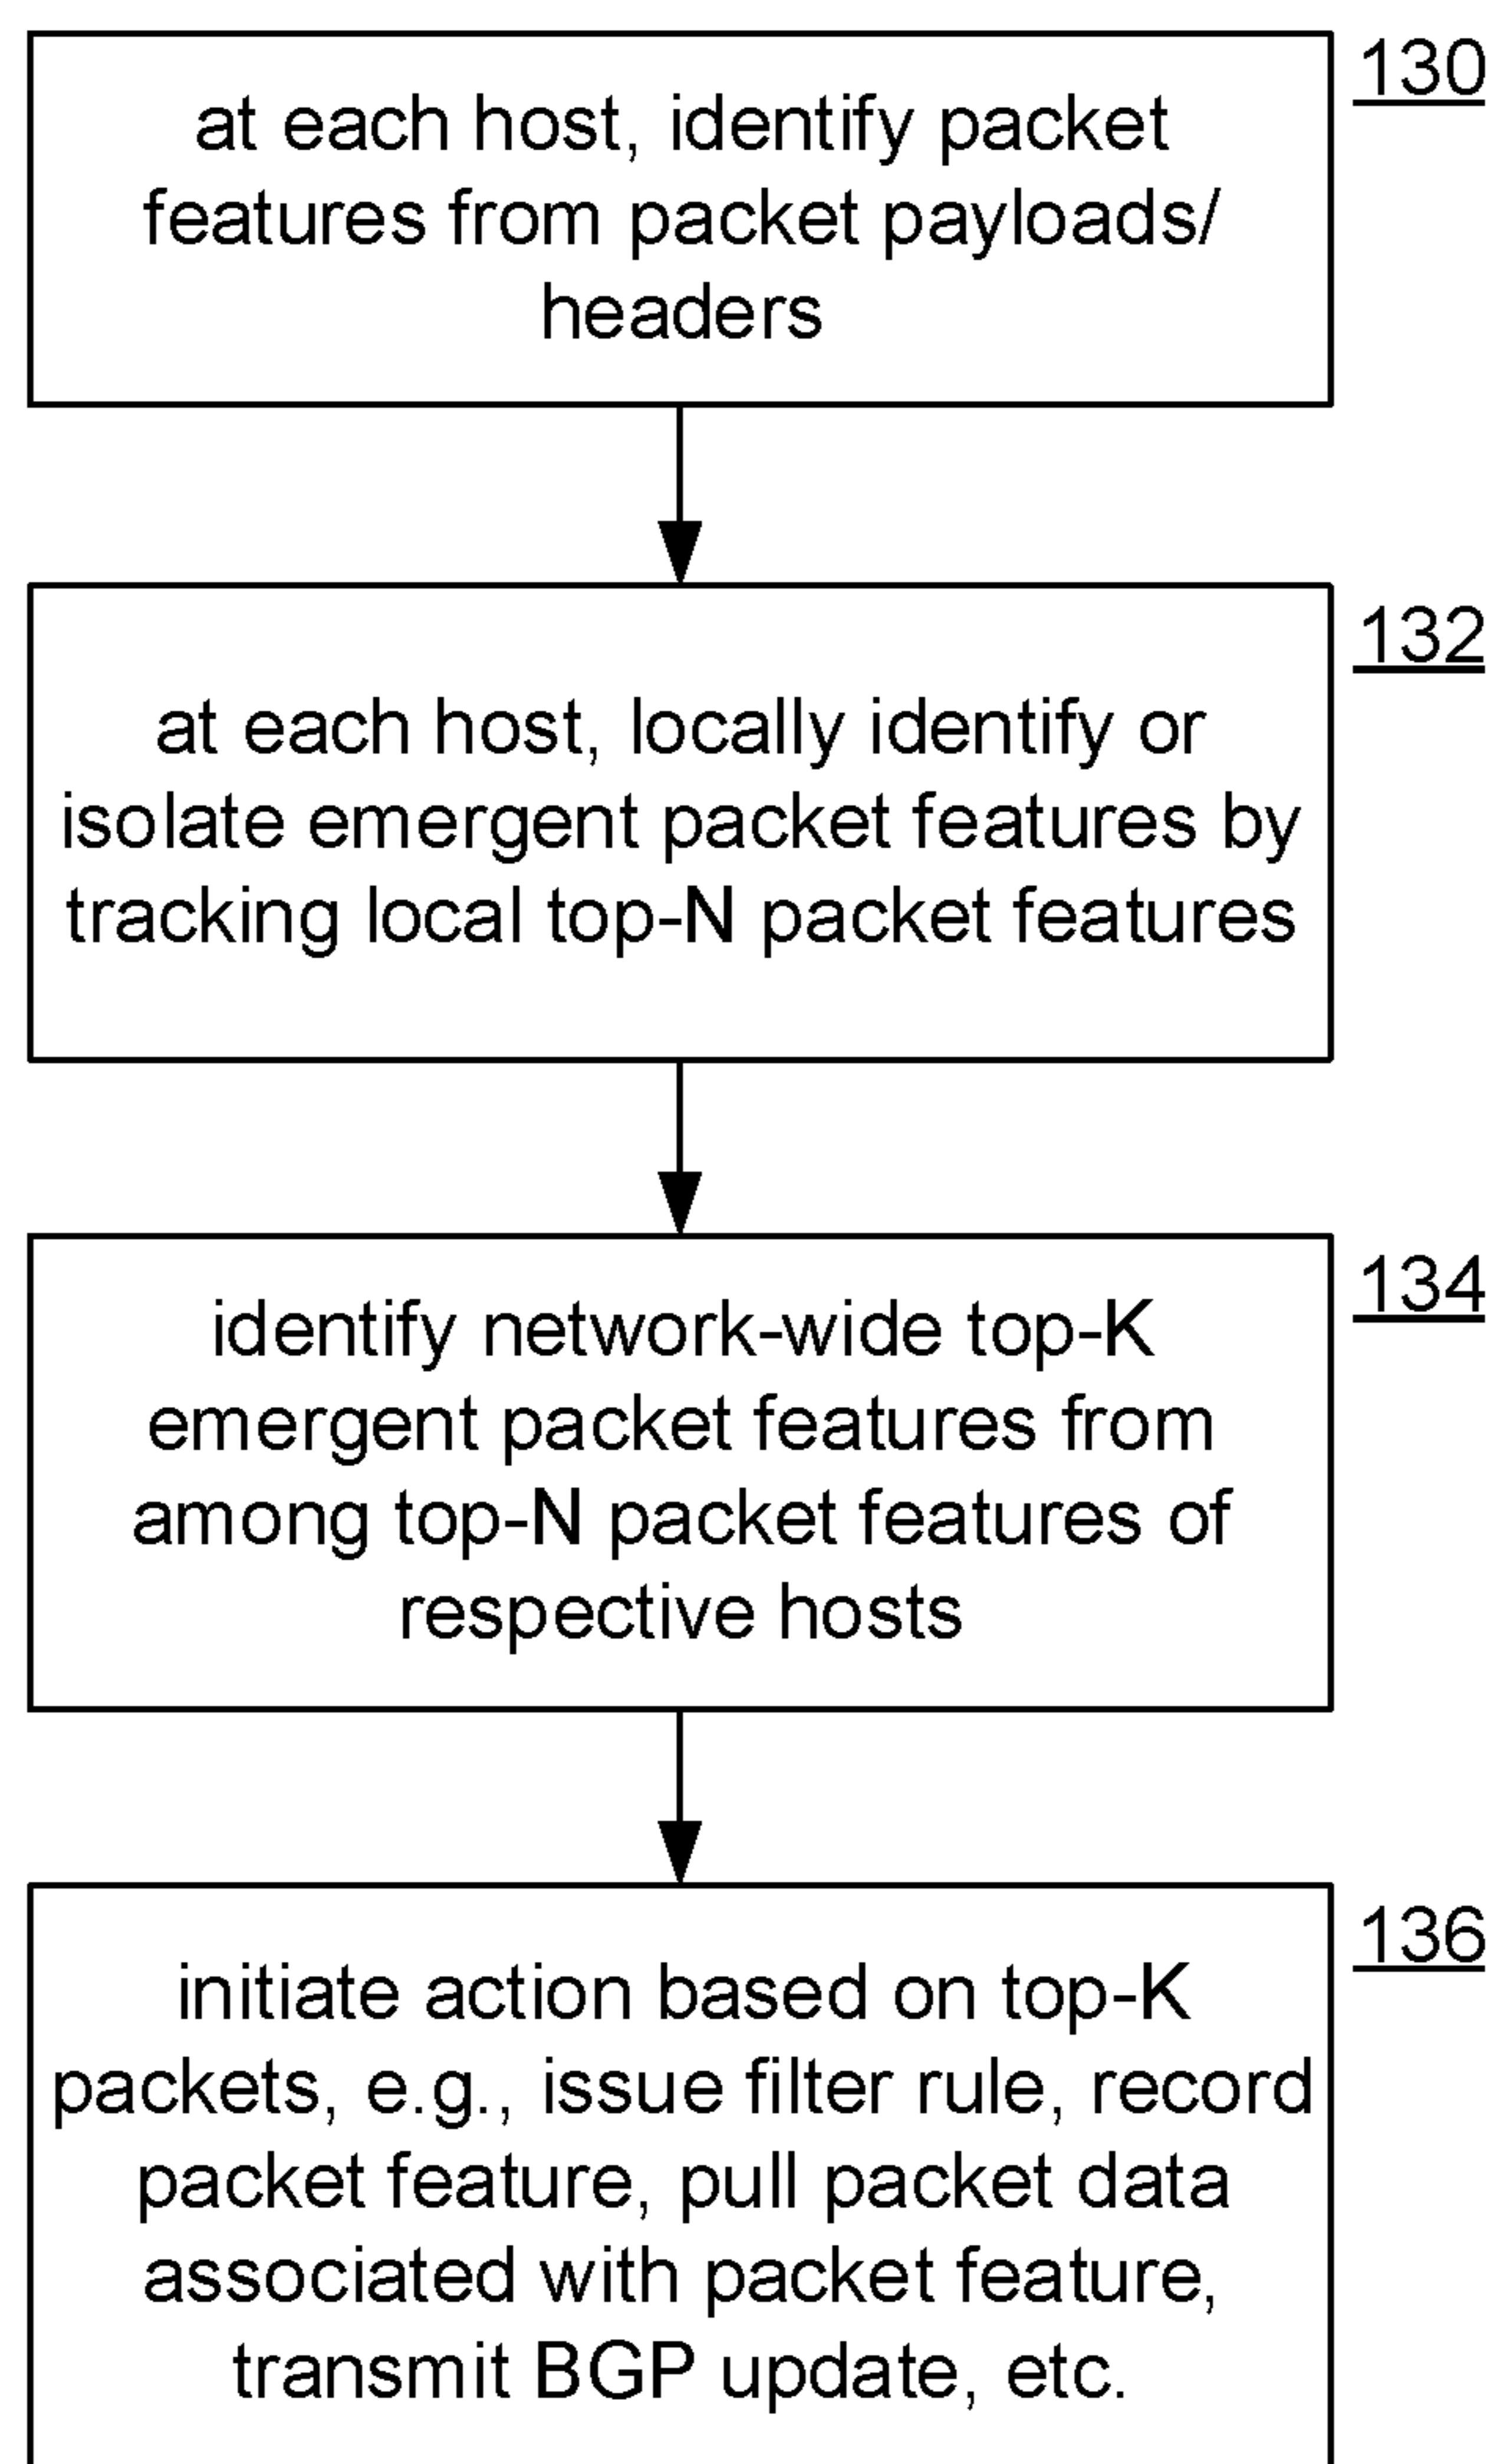 130
at each host, identify packet
features from packet payloads/
headers
132
at each host, locally identify or
isolate emergent packet features by
tracking local top-N packet features
134
identify network-wide top-K
emergent packet features from
among top-N packet features of
respective hosts
136
initiate action based on top-K
packets, e.g., issue filter rule, record
packet feature, pull packet data
associated with packet feature,
transmit BGP update, etc.